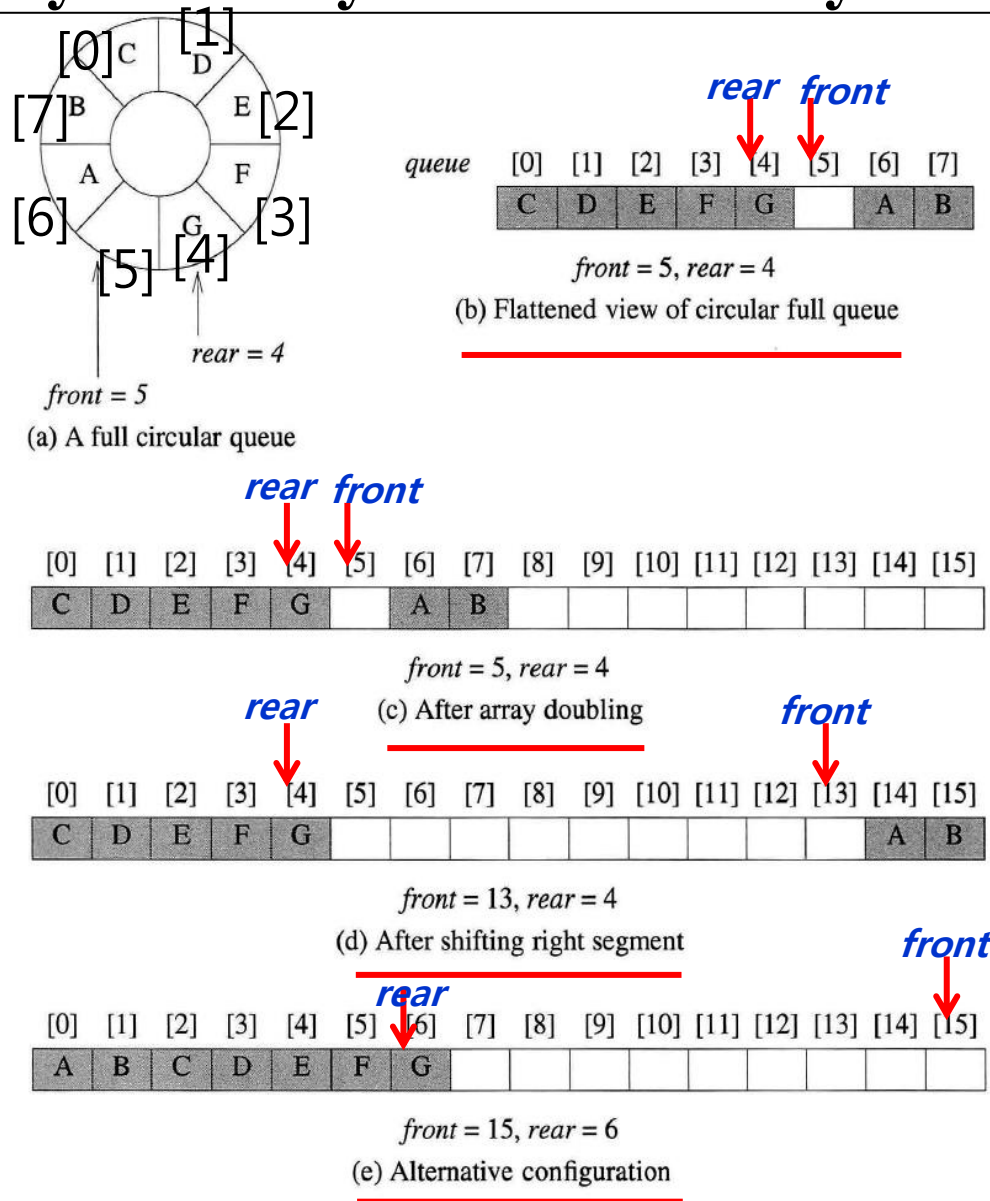 [0] C [1] D
[7] B E [2]
A F
[6] G [3]
[5] [4]
rear = 4
front = 5
(a) A full circular queue
rear front
queue [0] [1] [2] [3] [4] [5] [6] [7]
C D E F G A B
front = 5, rear = 4
(b) Flattened view of circular full queue
rear front
[0] [1] [2] [3] [4] [5] [6] [7] [8] [9] [10] [11] [12] [13] [14] [15]
C D E F G A B
front = 5, rear = 4
(c) After array doubling
rear front
[0] [1] [2] [3] [4] [5] [6] [7] [8] [9] [10] [11] [12] [13] [14] [15]
C D E F G A B
front = 13, rear = 4
(d) After shifting right segment
rear front
[0] [1] [2] [3] [4] [5] [6] [7] [8] [9] [10] [11] [12] [13] [14] [15]
A B C D E F G
front = 15, rear = 6
(e) Alternative configuration